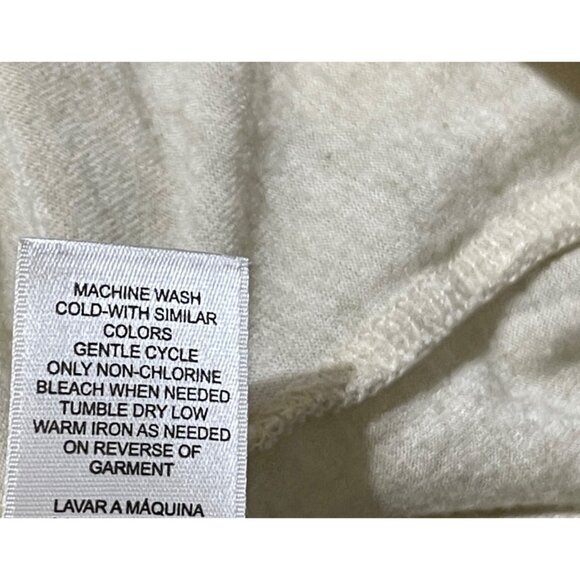 MACHINE WASH
COLD-WITH SIMILAR
COLORS
GENTLE CYCLE
ONLY NON-CHLORINE
BLEACH WHEN NEEDED
TUMBLE DRY LOW
WARM IRON AS NEEDED
ON REVERSE OF
GARMENT
LAVAR A MÁQUINA